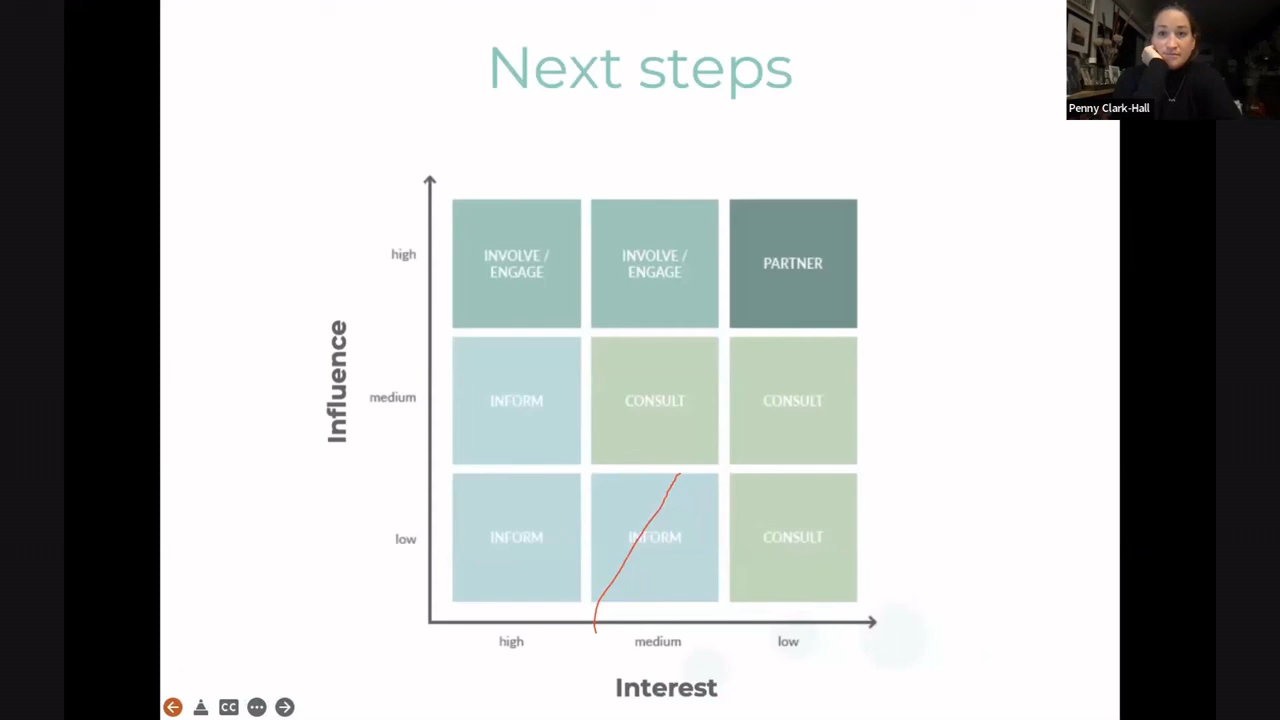 Next steps
Penny Clark-Hall
Influence
high
INVOLVE /
ENGAGE
INVOLVE /
ENGAGE
PARTNER
medium
INFORM
CONSULT
CONSULT
low
INFORM
INFORM
CONSULT
high
medium
low
Interest
CC